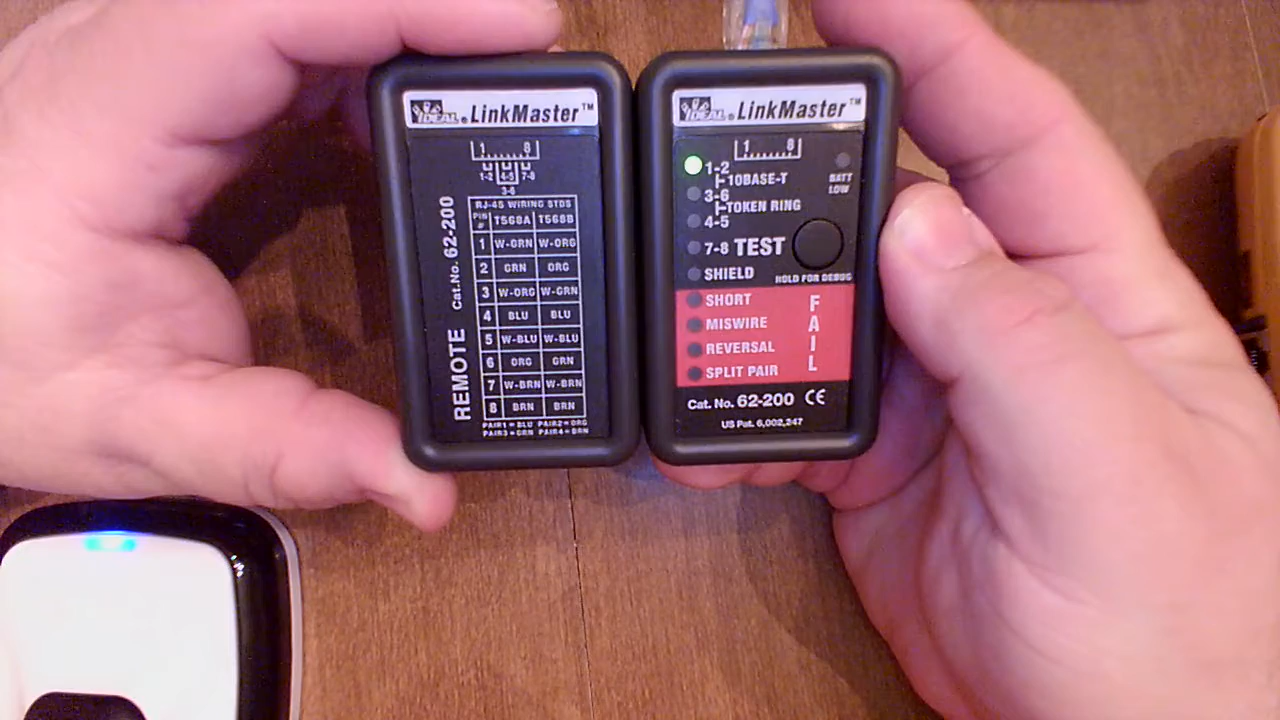 IDEAL® LinkMaster™
1 8
1-2 4-5 7-8
3-6
REMOTE Cat.No. 62-200
RJ-45 WIRING STDS
PIN # T568A T568B
1 W-GRN W-ORG
2 GRN ORG
3 W-ORG W-GRN
4 BLU BLU
5 W-BLU W-BLU
6 ORG GRN
7 W-BRN W-BRN
8 BRN BRN
PAIR1 = BLU PAIR2 = ORG
PAIR3 = GRN PAIR4 = BRN
IDEAL® LinkMaster™
1 8
1-2
10BASE-T
3-6
TOKEN RING
4-5
7-8 TEST
SHIELD
BATT
LOW
HOLD FOR DEBUG
SHORT
MISWIRE
REVERSAL
SPLIT PAIR
FAIL
Cat. No. 62-200 CE
US Pat. 6,002,247